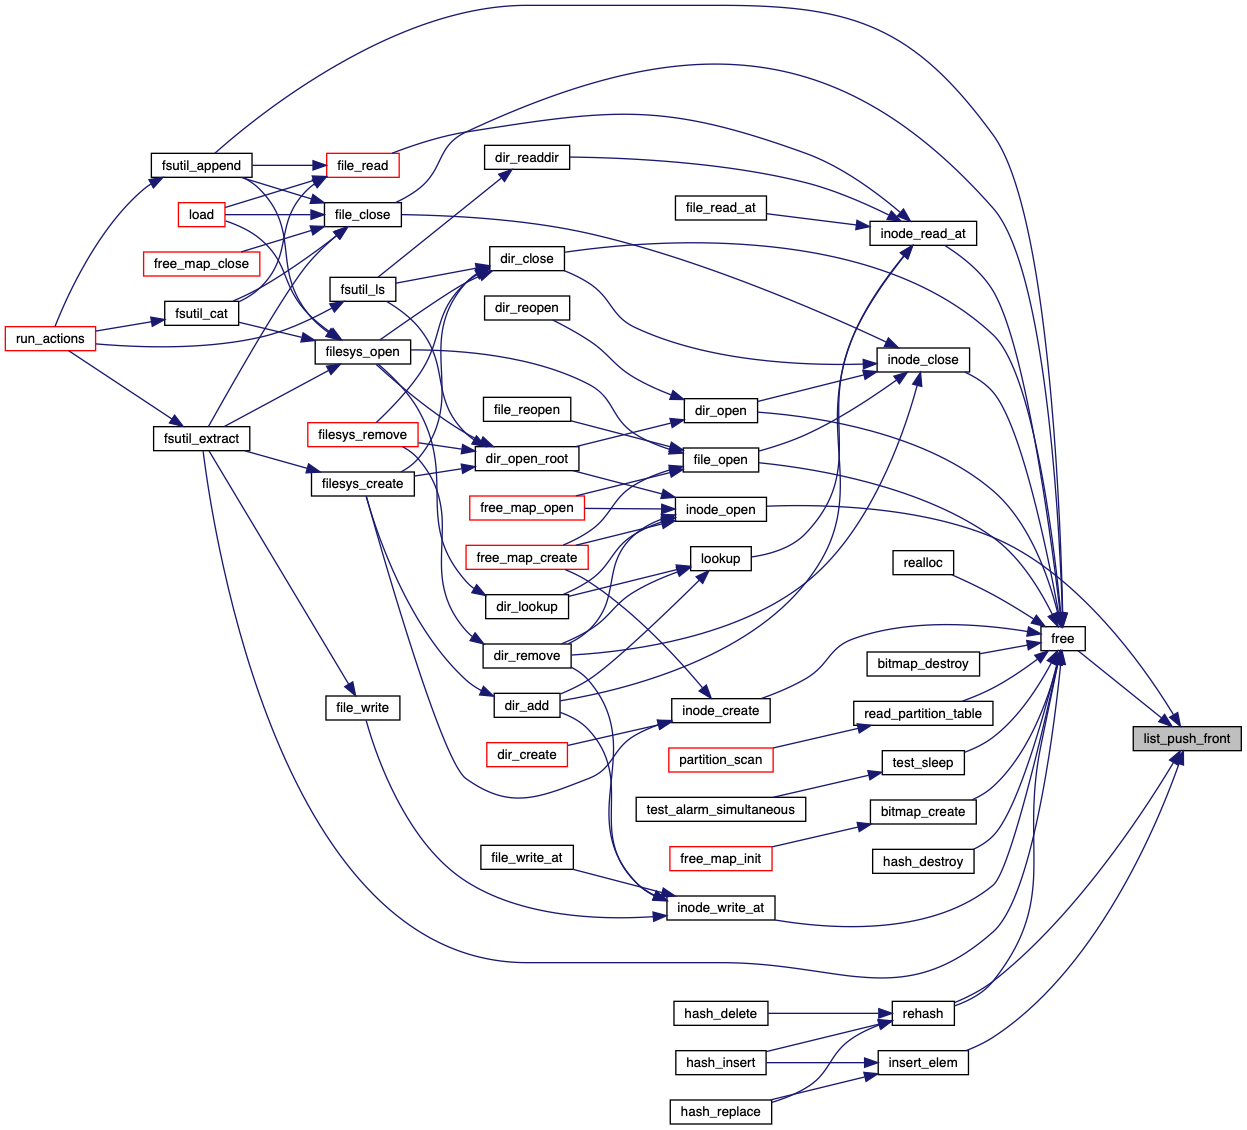 fsutil_append
file_read
dir_readdir
load
file_close
file_read_at
inode_read_at
free_map_close
dir_close
fsutil_ls
dir_reopen
fsutil_cat
run_actions
filesys_open
inode_close
file_reopen
dir_open
fsutil_extract
filesys_remove
dir_open_root
file_open
filesys_create
free_map_open
inode_open
free_map_create
lookup
realloc
dir_lookup
free
dir_remove
bitmap_destroy
file_write
dir_add
inode_create
read_partition_table
list_push_front
dir_create
partition_scan
test_sleep
test_alarm_simultaneous
bitmap_create
file_write_at
free_map_init
hash_destroy
inode_write_at
hash_delete
rehash
hash_insert
insert_elem
hash_replace